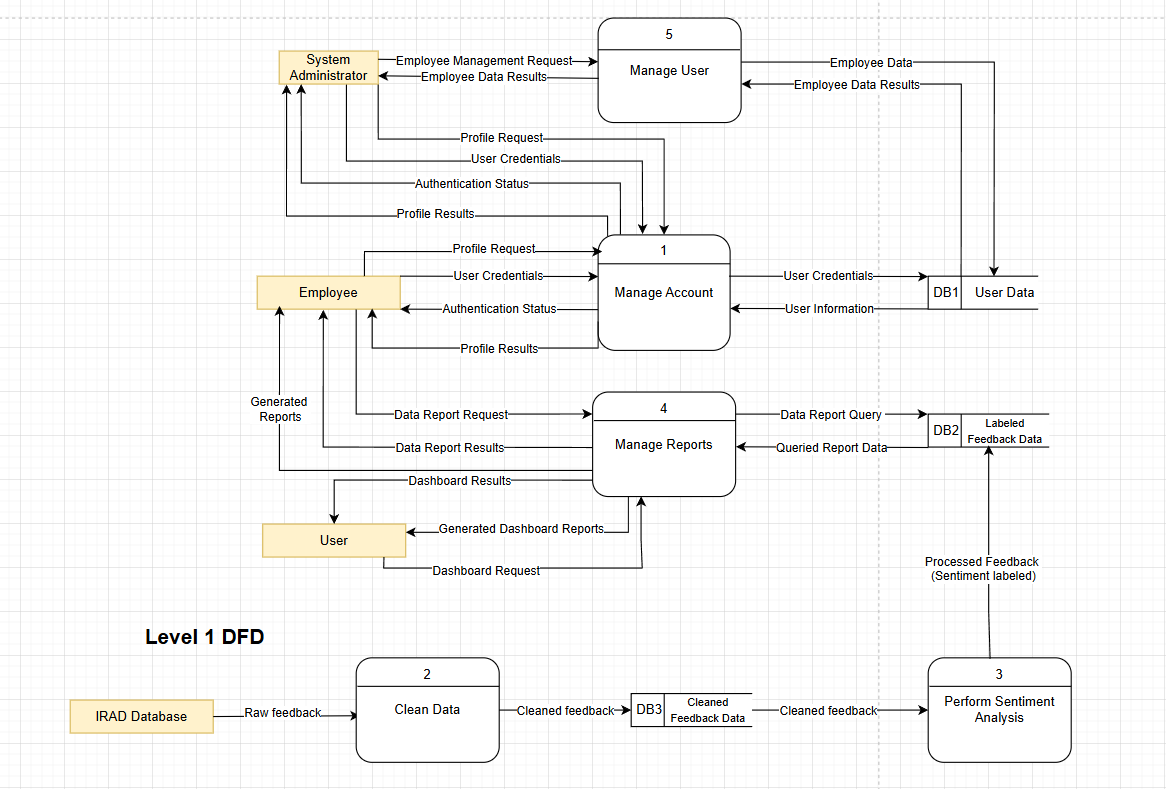 5
Manage User
System
Administrator
Employee Management Request
Employee Data Results
Employee Data
Employee Data Results
Profile Request
User Credentials
Authentication Status
Profile Results
1
Manage Account
Profile Request
User Credentials
Employee
Authentication Status
Profile Results
User Credentials
User Information
DB1
User Data
Generated
Reports
4
Manage Reports
Data Report Request
Data Report Results
Data Report Query
Queried Report Data
DB2
Labeled
Feedback Data
Dashboard Results
Generated Dashboard Reports
User
Dashboard Request
Processed Feedback
(Sentiment labeled)
Level 1 DFD
IRAD Database
Raw feedback
2
Clean Data
Cleaned feedback
DB3
Cleaned
Feedback Data
Cleaned feedback
3
Perform Sentiment
Analysis